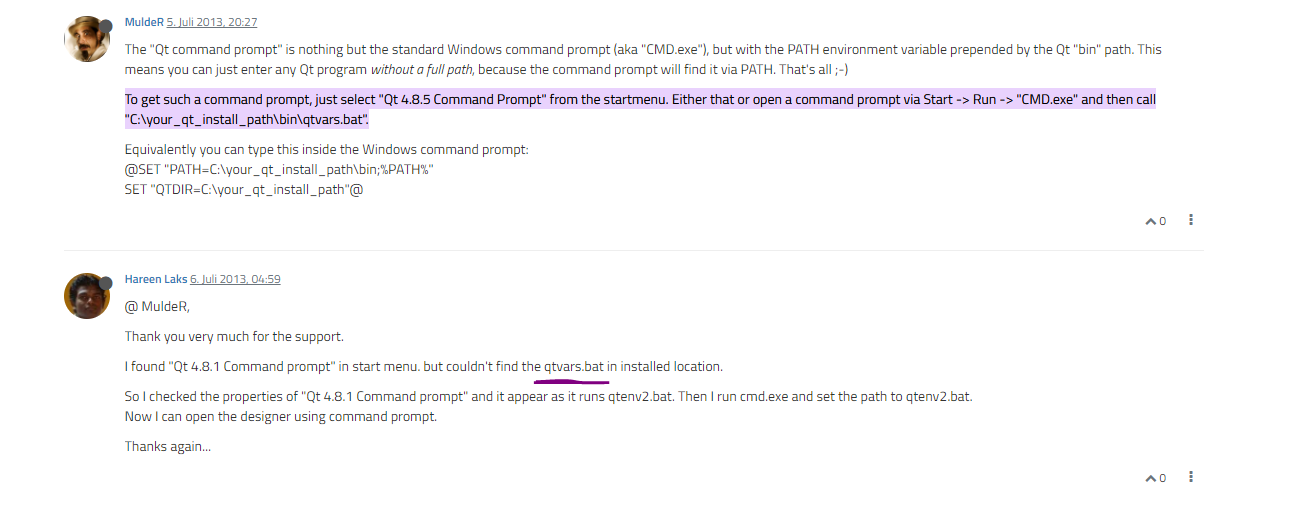 MuldeR 5. Juli 2013, 20:27
The "Qt command prompt" is nothing but the standard Windows command prompt (aka "CMD.exe"), but with the PATH environment variable prepended by the Qt "bin" path. This
means you can just enter any Qt program without a full path, because the command prompt will find it via PATH. That's all ;-)
To get such a command prompt, just select "Qt 4.8.5 Command Prompt" from the startmenu. Either that or open a command prompt via Start -> Run -> "CMD.exe" and then call
"C:\your_qt_install_path\bin\qtvars.bat".
Equivalently you can type this inside the Windows command prompt:
@SET "PATH=C:\your_qt_install_path\bin;%PATH%"
SET "QTDIR=C:\your_qt_install_path"@
0
Hareen Laks 6. Juli 2013, 04:59
@ MuldeR,
Thank you very much for the support.
I found "Qt 4.8.1 Command prompt" in start menu. but couldn't find the qtvars.bat in installed location.
So I checked the properties of "Qt 4.8.1 Command prompt" and it appear as it runs qtenv2.bat. Then I run cmd.exe and set the path to qtenv2.bat.
Now I can open the designer using command prompt.
Thanks again...
0